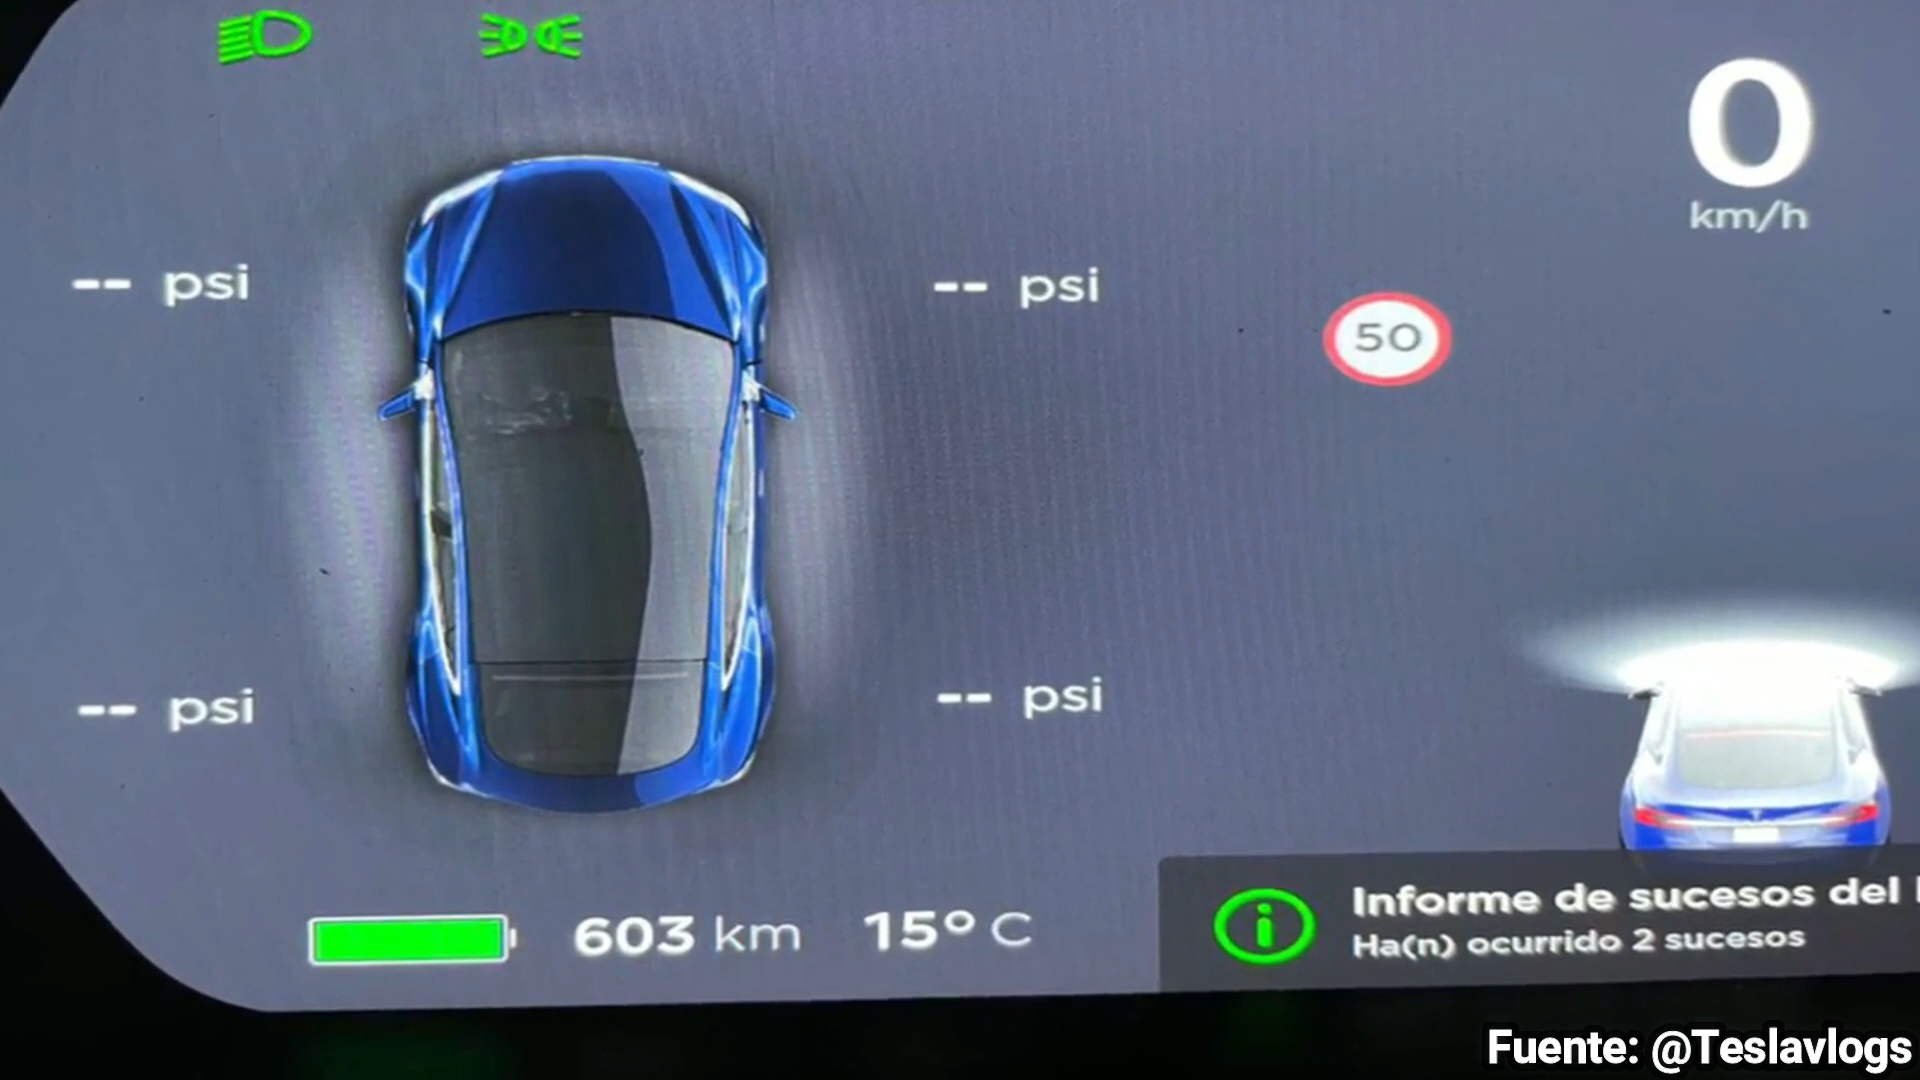 0
km/h
-- psi
-- psi
50
-- psi
-- psi
603 km 15° C
Informe de sucesos del
Ha(n) ocurrido 2 sucesos
Fuente: @Teslavlogs